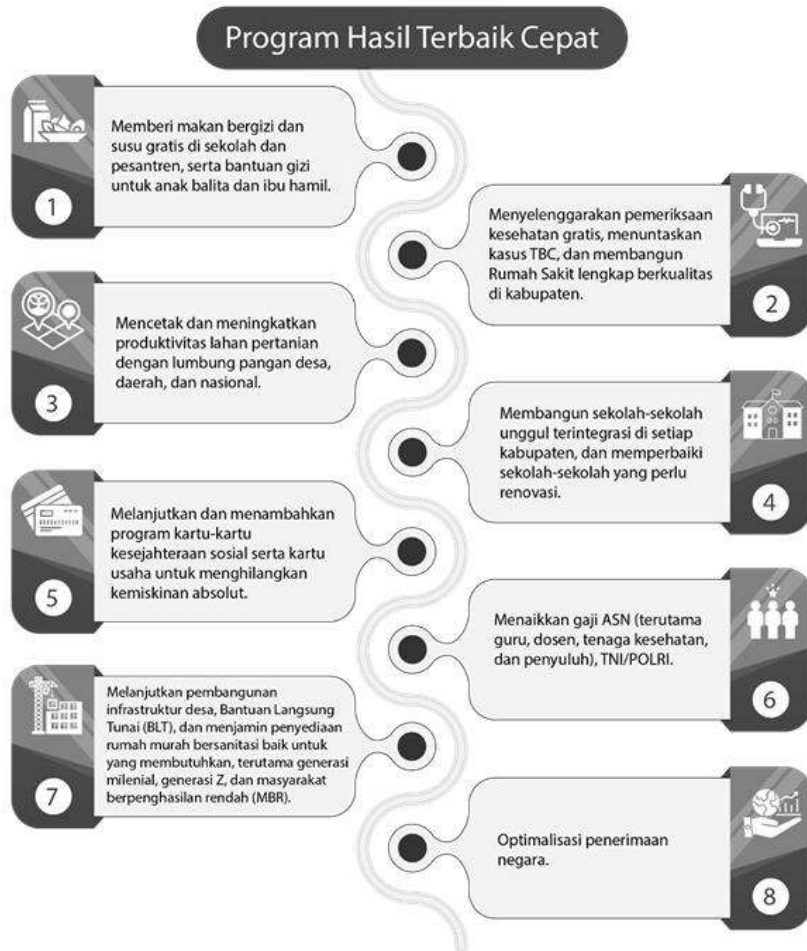 Program Hasil Terbaik Cepat
Memberi makan bergizi dan
susu gratis di sekolah dan
pesantren, serta bantuan gizi
untuk anak balita dan ibu hamil.
1
Menyelenggarakan pemeriksaan
kesehatan gratis, menuntaskan
kasus TBC, dan membangun
Rumah Sakit lengkap berkualitas
di kabupaten.
2
Mencetak dan meningkatkan
produktivitas lahan pertanian
dengan lumbung pangan desa,
daerah, dan nasional.
3
Membangun sekolah-sekolah
unggul terintegrasi di setiap
kabupaten, dan memperbaiki
sekolah-sekolah yang perlu
renovasi.
4
Melanjutkan dan menambahkan
program kartu-kartu
kesejahteraan sosial serta kartu
usaha untuk menghilangkan
kemiskinan absolut.
5
Menaikkan gaji ASN (terutama
guru, dosen, tenaga kesehatan,
dan penyuluh), TNI/POLRI.
6
Melanjutkan pembangunan
infrastruktur desa, Bantuan Langsung
Tunai (BLT), dan menjamin penyediaan
rumah murah bersanitasi baik untuk
yang membutuhkan, terutama generasi
milenial, generasi Z, dan masyarakat
berpenghasilan rendah (MBR).
7
Optimalisasi penerimaan
negara.
8